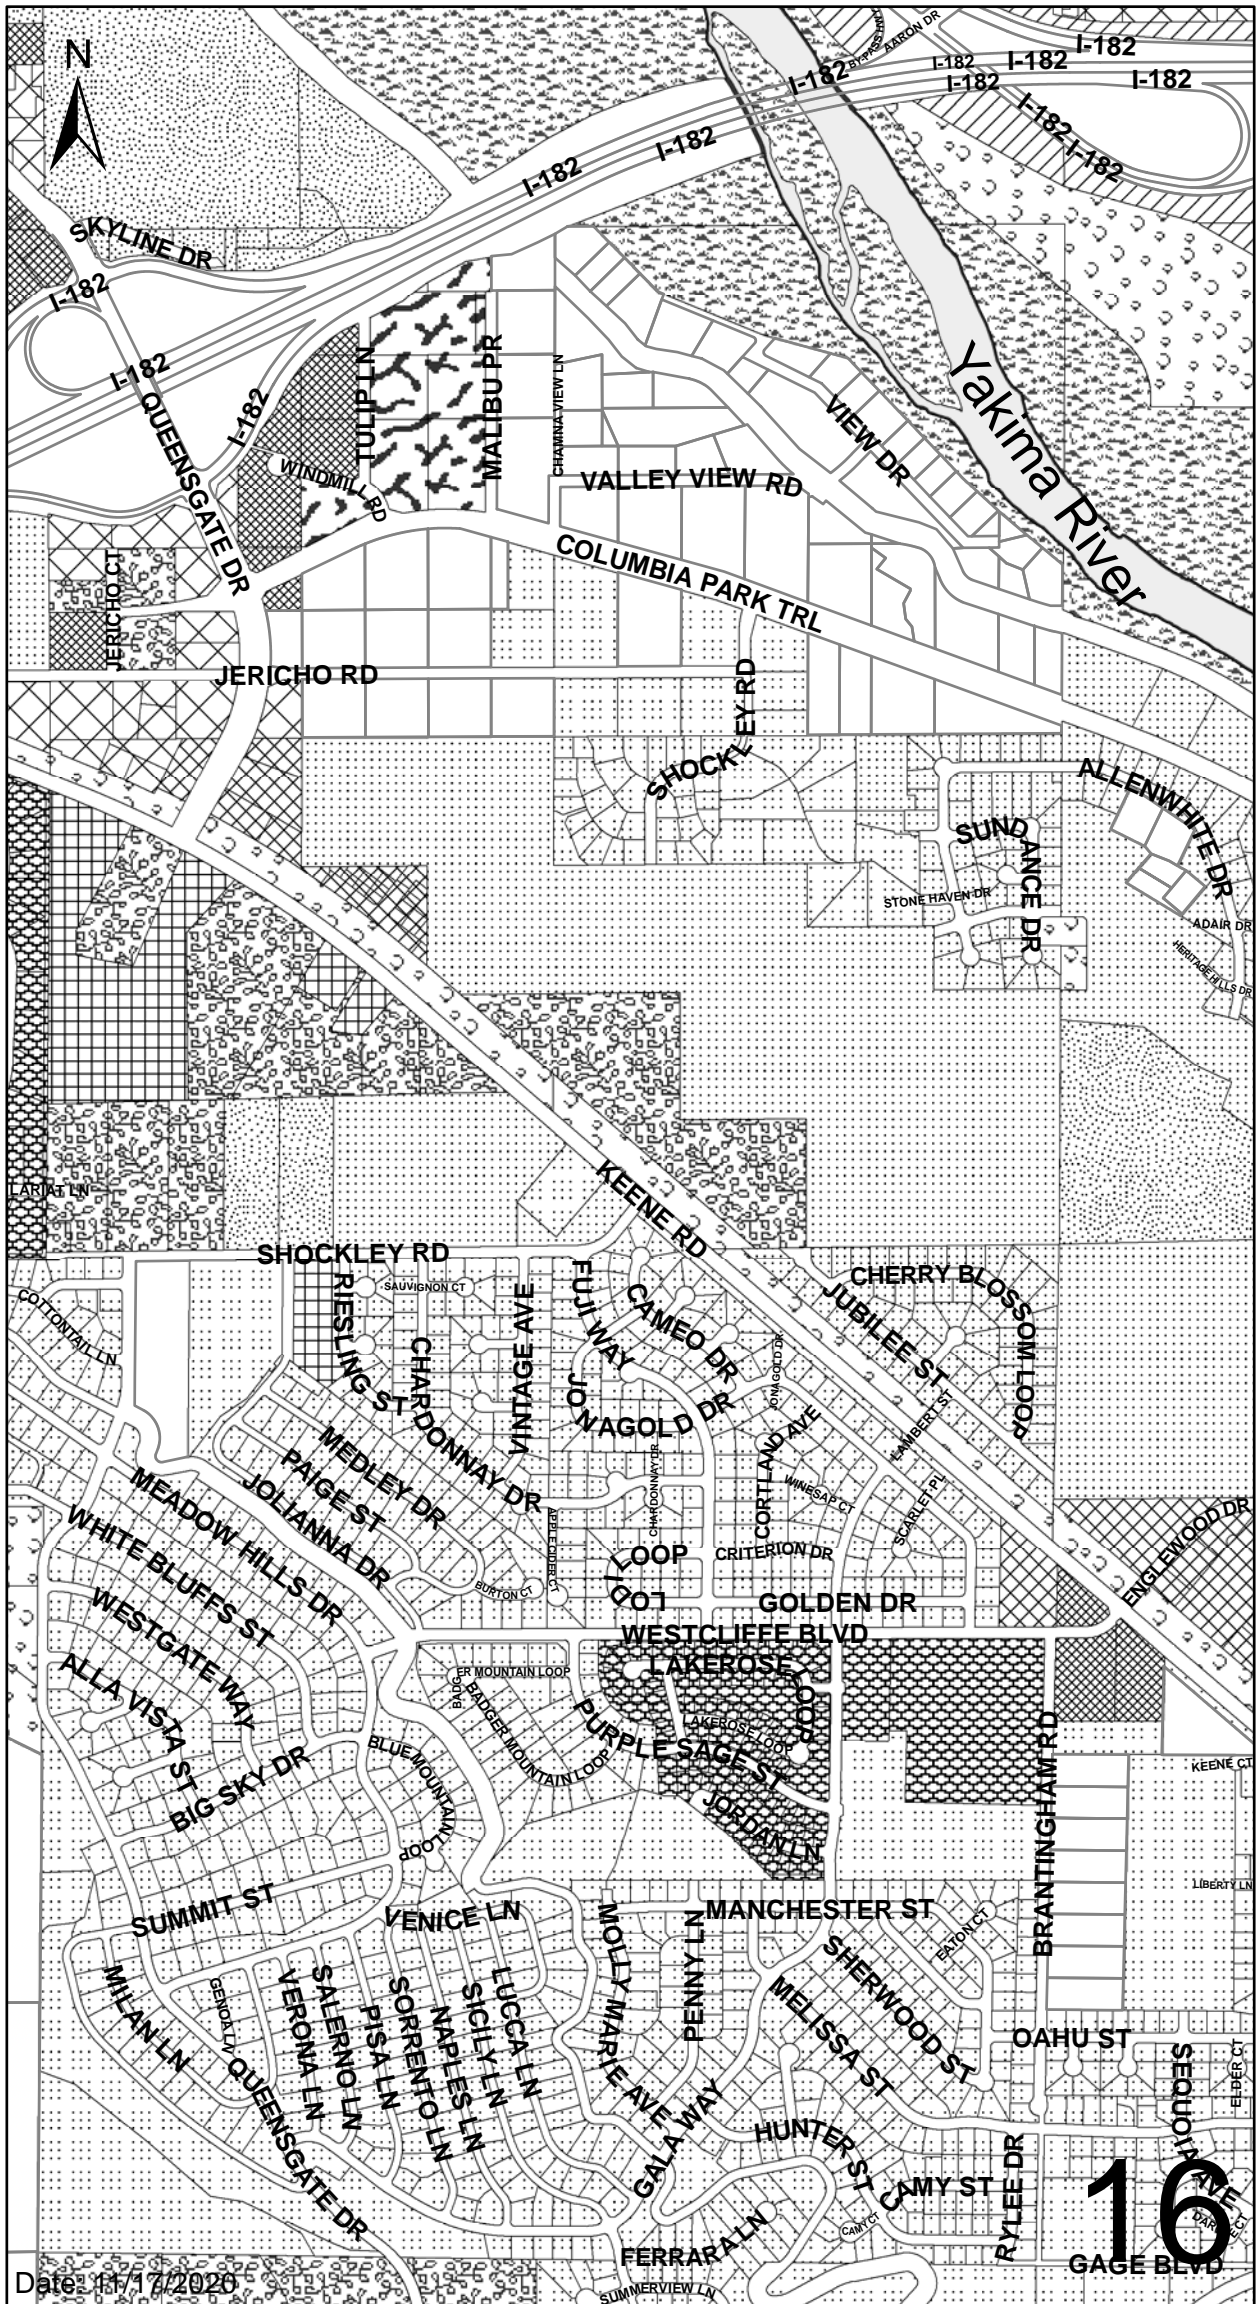 N
BY-PASS HW
AARON DR
I-182
I-182
I-182
I-182
I-182
I-182
I-182
I-182
I-182
I-182
SKYLINE DR
I-182
I-182
I-182
QUEENSGATE DR
TULIP LN
MALIBU PR
CHAMNA VIEW LN
WINDMILL RD
VALLEY VIEW RD
VIEW DR
Yakima River
COLUMBIA PARK TRL
JERICHO CT
JERICHO RD
SHOCKLEY RD
ALLENWHITE DR
SUNDANCE DR
STONE HAVEN DR
ADAIR DR
HERITAGE HILLS DR
LARIAT LN
KEENE RD
SHOCKLEY RD
COTTONTAIL LN
RIESLING ST
SAUVIGNON CT
CHARDONNAY DR
VINTAGE AVE
FUJI WAY
CAMEO DR
JONAGOLD DR
JONAGOLD DR
CHERRY BLOSSOM LOOP
JUBILEE ST
LAMBERT ST
CORTLAND AVE
WINESAP CT
SCARLET PL
CHARDONNAY DR
MEDLEY DR
PAIGE ST
JOLIANNA DR
MEADOW HILLS DR
WHITE BLUFFS ST
WESTGATE WAY
ALLA VISTA ST
BIG SKY DR
BURTON CT
APPLE CIDER CT
LODI LOOP
CRITERION DR
GOLDEN DR
ENGLEWOOD DR
WESTCLIFFE BLVD
LAKEROSE LOOP
LAKEROSE LOOP
BADGER MOUNTAIN LOOP
BADGER MOUNTAIN LOOP
PURPLE SAGE ST
JORDAN LN
BLUE MOUNTAIN LOOP
BRANTINGHAM RD
KEENE CT
LIBERTY LN
SUMMIT ST
VENICE LN
MANCHESTER ST
EATON CT
MOLLY MARIE AVE
PENNY LN
SHERWOOD ST
MELISSA ST
MILAN LN
GENOA LN
VERONA LN
SALERNO LN
PISA LN
SORRENTO LN
NAPLES LN
SICILY LN
LUCCA LN
QUEENSGATE DR
OAHU ST
SEQUOIA AVE
ELDER CT
GALA WAY
HUNTER ST
CAMY ST
CAMY CT
RYLEE DR
FERRARA LN
SUMMERVIEW LN
GAGE BLVD
16
Date: 11/17/2020